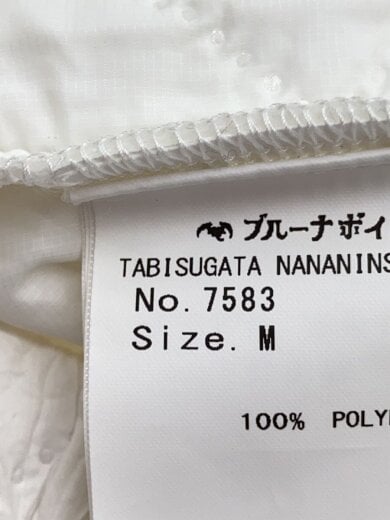 ブルーナボイ
TABISUGATA NANANINS
No. 7583
Size. M
100% POLY